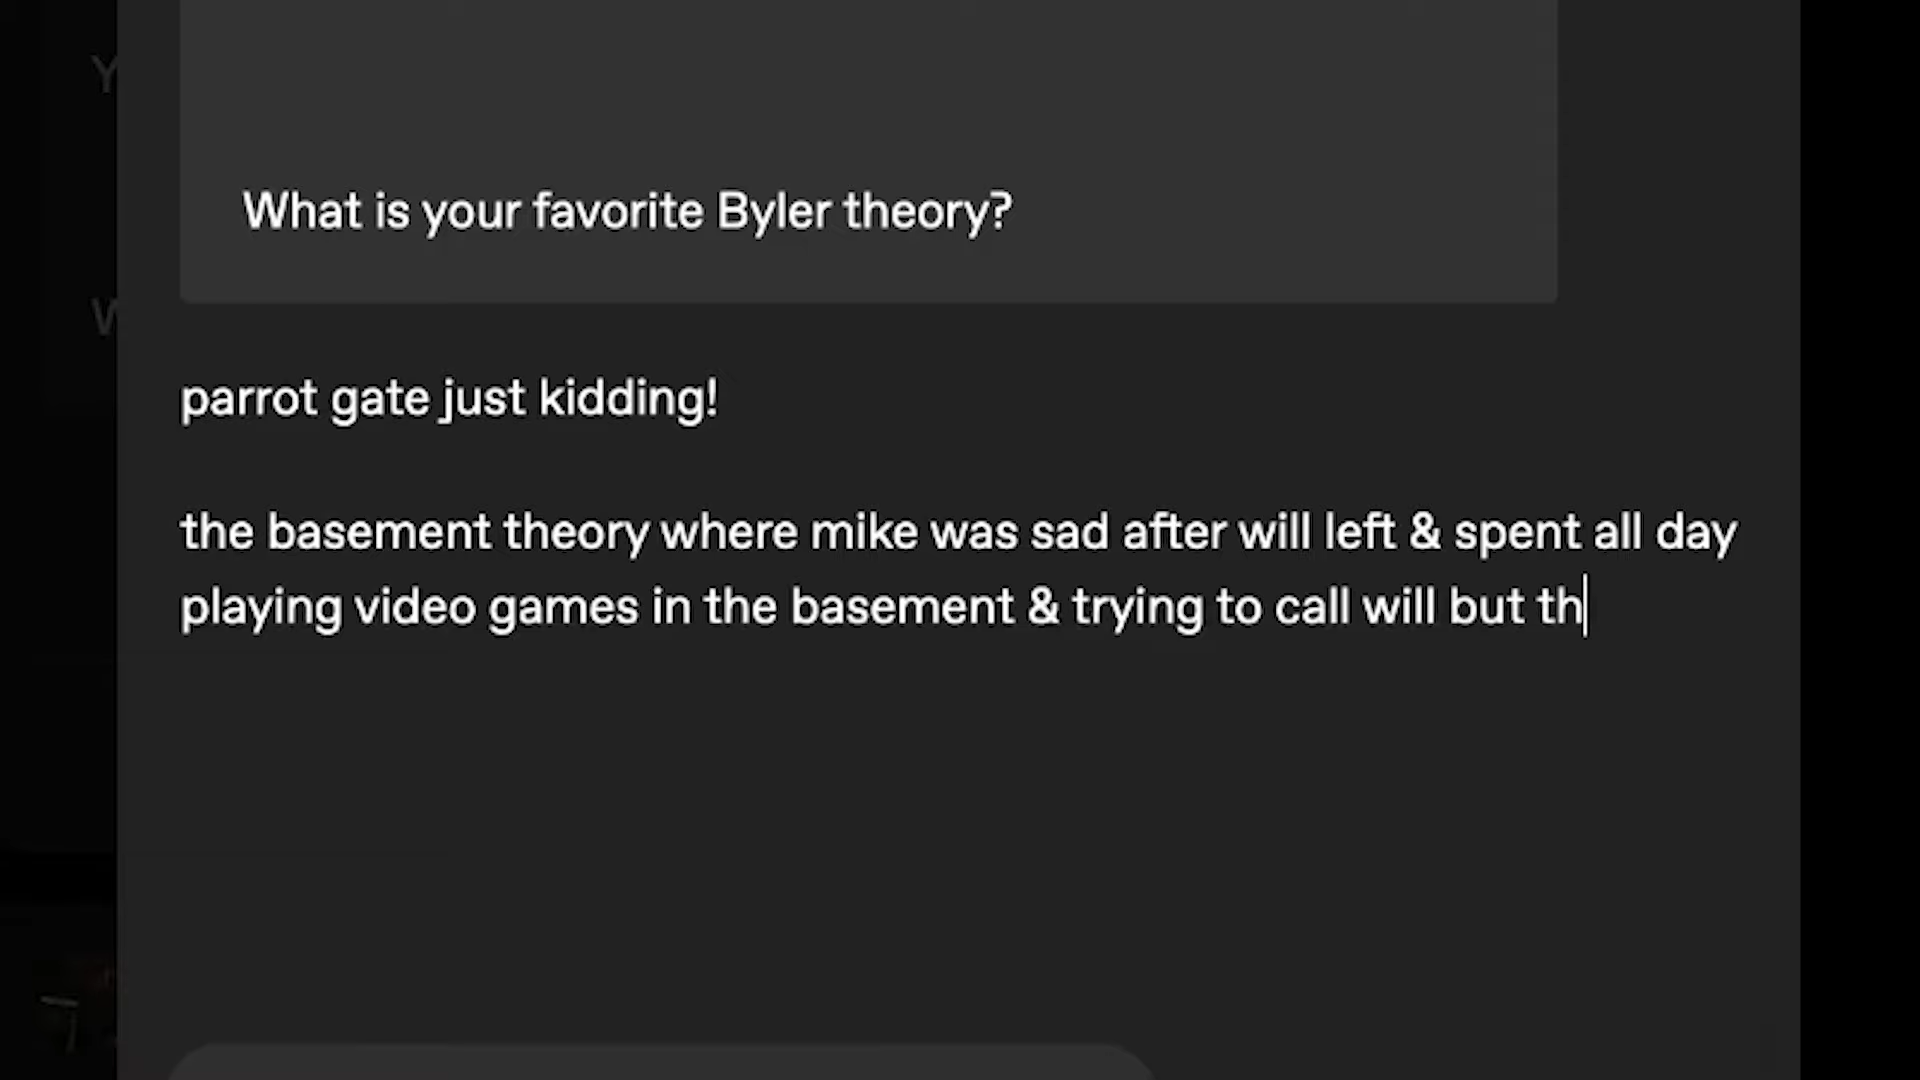 Y
What is your favorite Byler theory?
W
parrot gate just kidding!
the basement theory where mike was sad after will left & spent all day
playing video games in the basement & trying to call will but th